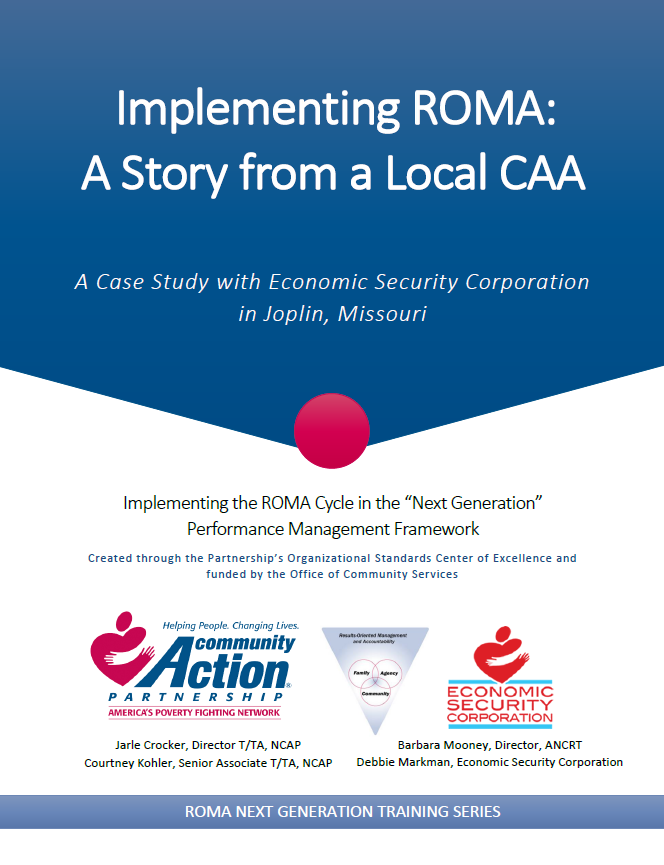 Implementing ROMA:
A Story from a Local CAA
A Case Study with Economic Security Corporation
in Joplin, Missouri
Implementing the ROMA Cycle in the “Next Generation”
Performance Management Framework
Created through the Partnership’s Organizational Standards Center of Excellence and
funded by the Office of Community Services
Helping People. Changing Lives.
community
Action®
PARTNERSHIP
AMERICA'S POVERTY FIGHTING NETWORK
Results-Oriented Management
and Accountability
Family
Agency
Community
ECONOMIC
SECURITY
CORPORATION
Jarle Crocker, Director T/TA, NCAP
Courtney Kohler, Senior Associate T/TA, NCAP
Barbara Mooney, Director, ANCRT
Debbie Markman, Economic Security Corporation
ROMA NEXT GENERATION TRAINING SERIES